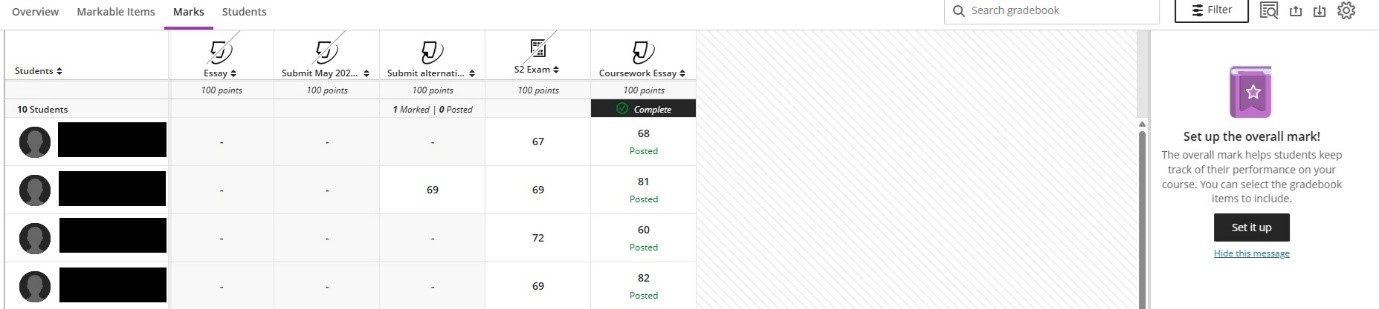 Overview Markable Items Marks Students Search gradebook Filter
Students Essay Submit May 202... Submit alternati... S2 Exam Coursework Essay
100 points 100 points 100 points 100 points 100 points
10 Students 1 Marked | 0 Posted Complete
- - - 67 68
Posted
- - 69 69 81
Posted
- - - 72 60
Posted
- - - 69 82
Posted
Set up the overall mark!
The overall mark helps students keep
track of their performance on your
course. You can select the gradebook
items to include.
Set it up
Hide this message